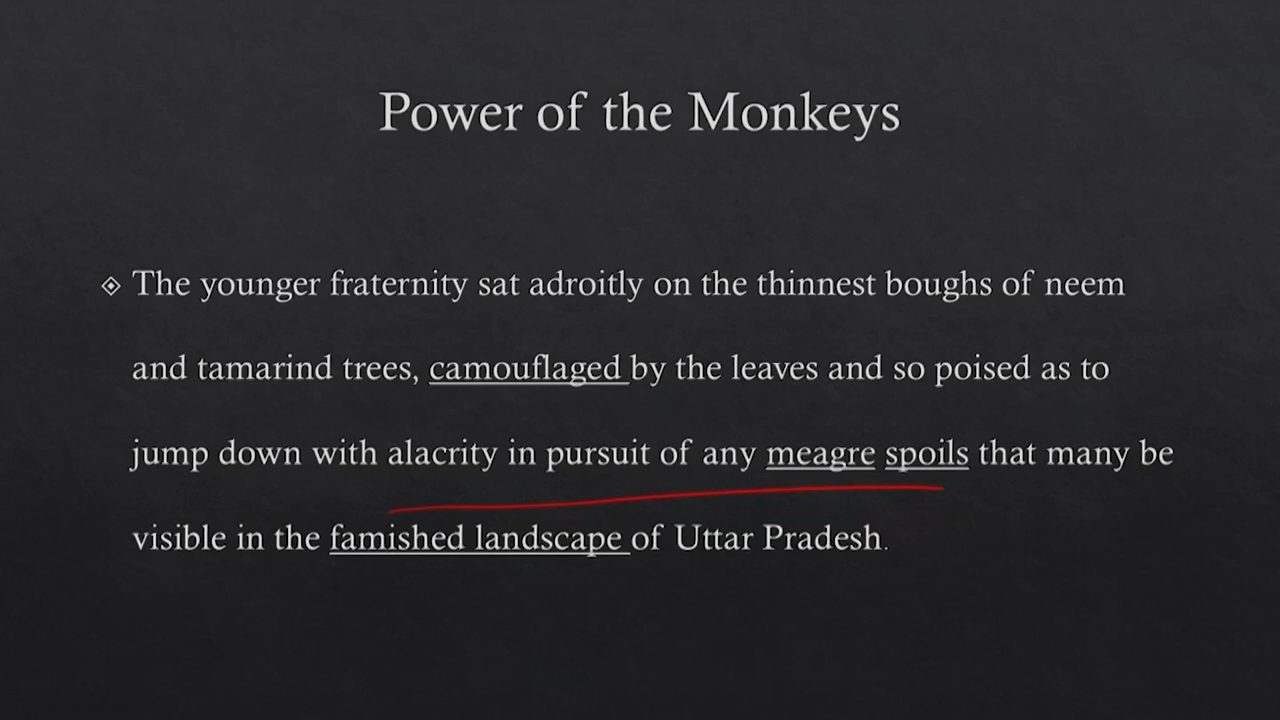 Power of the Monkeys
The younger fraternity sat adroitly on the thinnest boughs of neem
and tamarind trees, camouflaged by the leaves and so poised as to
jump down with alacrity in pursuit of any meagre spoils that many be
visible in the famished landscape of Uttar Pradesh.